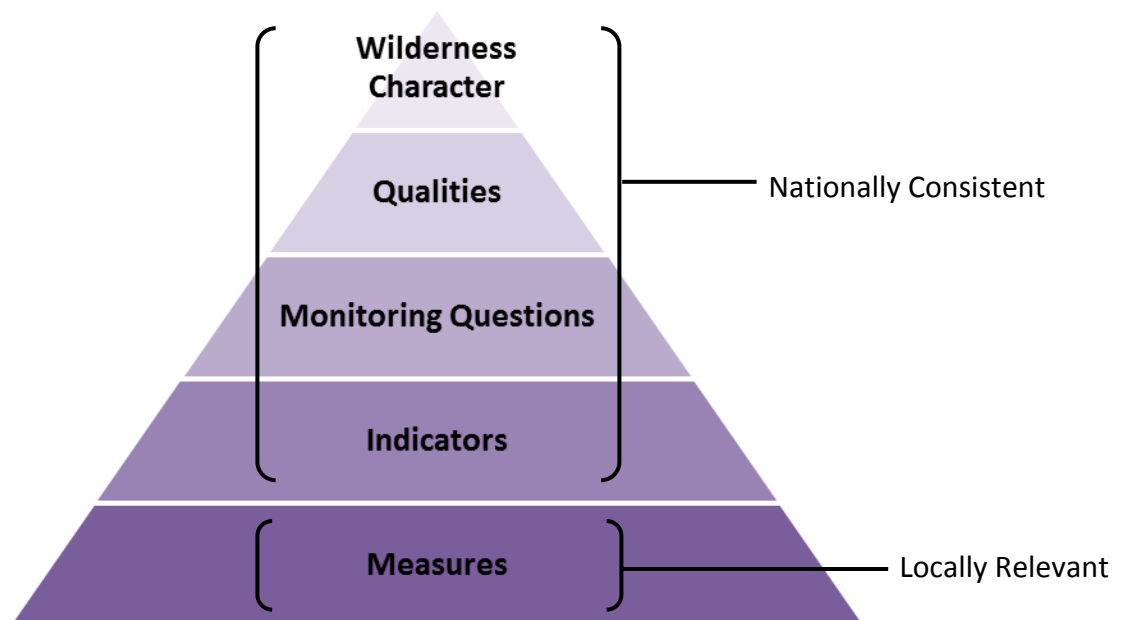 Wilderness
Character
Qualities
Nationally Consistent
Monitoring Questions
Indicators
Measures
Locally Relevant